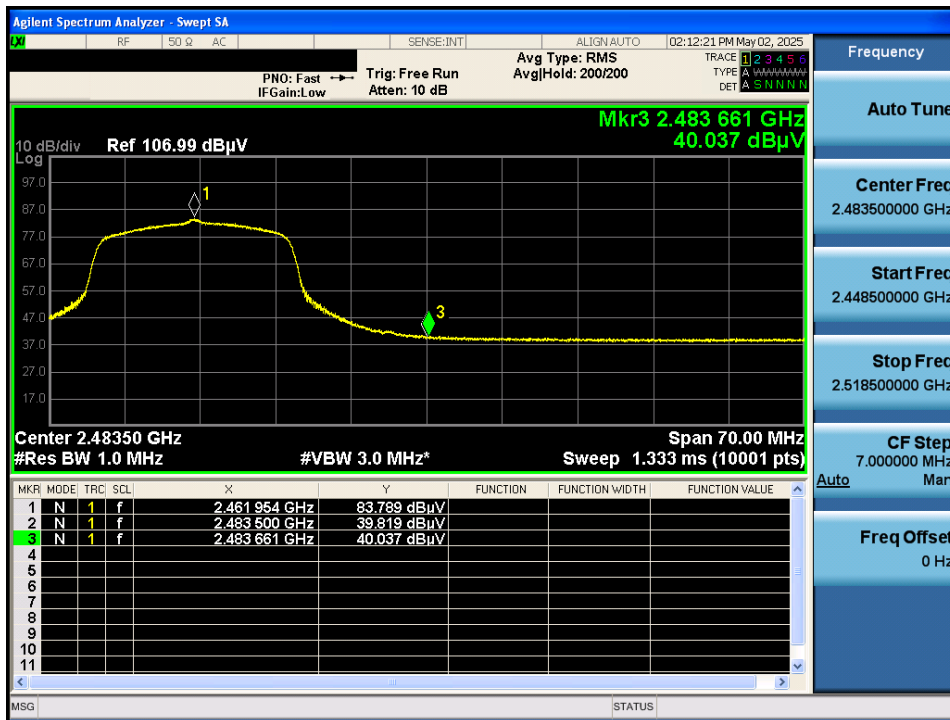 Agilent Spectrum Analyzer - Swept SA
LXI RF 50 Ω AC SENSE:INT ALIGN AUTO 02:12:21 PM May 02, 2025
PNO: Fast
IFGain:Low
Trig: Free Run
Atten: 10 dB
Avg Type: RMS
Avg|Hold: 200/200
TRACE 1 2 3 4 5 6
TYPE A WWWWW
DET A S N N N N
Mkr3 2.483 661 GHz
40.037 dBµV
10 dB/div
Log
Ref 106.99 dBµV
97.0
87.0
77.0
67.0
57.0
47.0
37.0
27.0
17.0
1
3
Center 2.48350 GHz
#Res BW 1.0 MHz
#VBW 3.0 MHz*
Span 70.00 MHz
Sweep 1.333 ms (10001 pts)
MKR MODE TRC SCL X Y FUNCTION FUNCTION WIDTH FUNCTION VALUE
1 N 1 f 2.461 954 GHz 83.789 dBµV
2 N 1 f 2.483 500 GHz 39.819 dBµV
3 N 1 f 2.483 661 GHz 40.037 dBµV
4
5
6
7
8
9
10
11
MSG STATUS
Frequency
Auto Tune
Center Freq
2.483500000 GHz
Start Freq
2.448500000 GHz
Stop Freq
2.518500000 GHz
CF Step
7.000000 MHz
Auto Man
Freq Offset
0 Hz